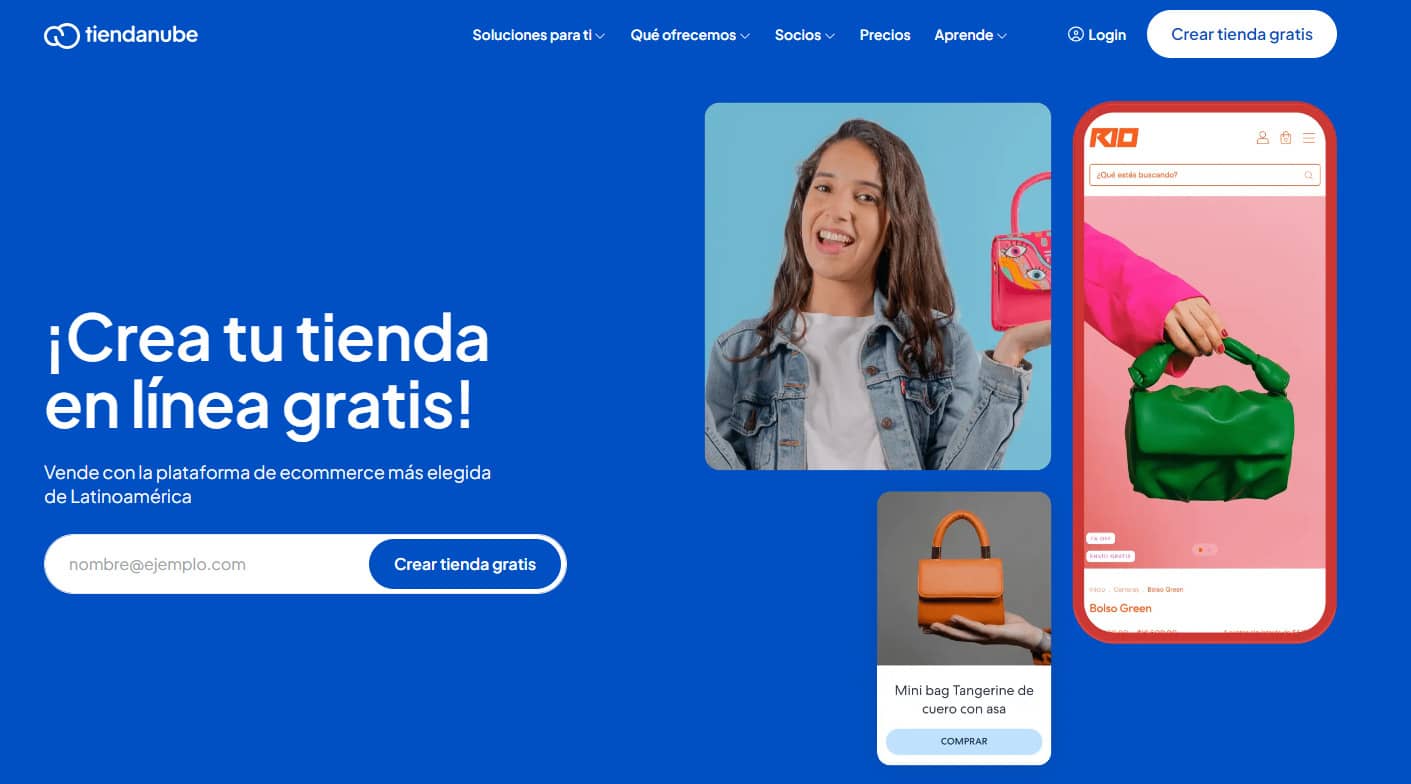 tiendanube
Soluciones para ti
Qué ofrecemos
Socios
Precios
Aprende
Login
Crear tienda gratis
¡Crea tu tienda
en línea gratis!
Vende con la plataforma de ecommerce más elegida
de Latinoamérica
nombre@ejemplo.com
Crear tienda gratis
Mini bag Tangerine de
cuero con asa
COMPRAR
RIO
¿Qué estás buscando?
ENVÍO GRATIS
Inicio . Carteras . Bolso Green
Bolso Green